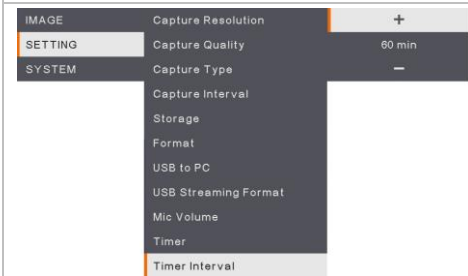 IMAGE
SETTING
SYSTEM
Capture Resolution
Capture Quality
Capture Type
Capture Interval
Storage
Format
USB to PC
USB Streaming Format
Mic Volume
Timer
Timer Interval
+
60 min
–